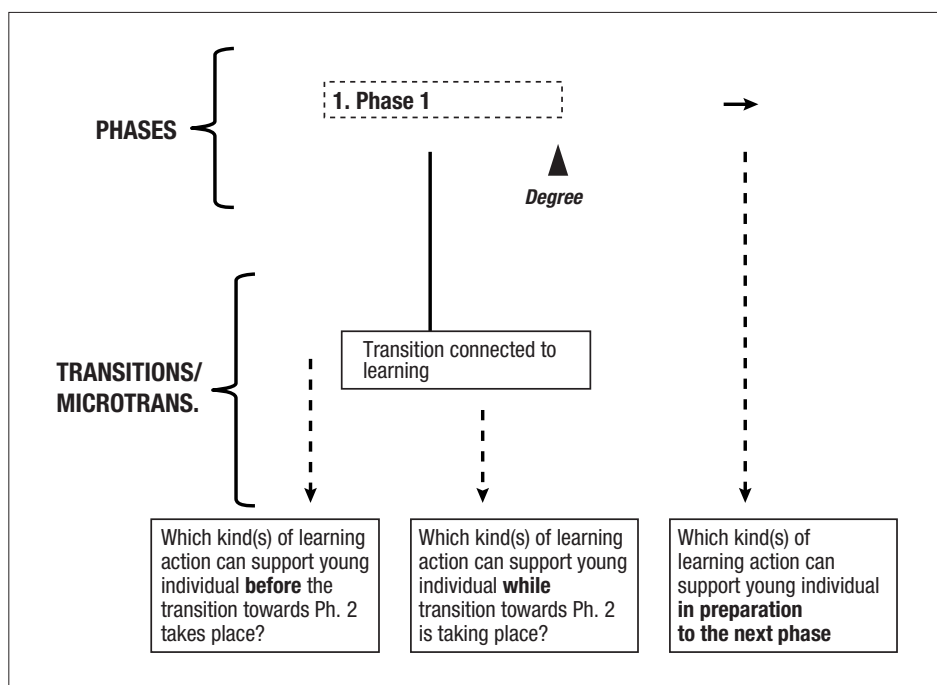 PHASES
1. Phase 1
Degree
TRANSITIONS/
MICROTRANS.
Transition connected to
learning
Which kind(s) of learning
action can support young
individual before the
transition towards Ph. 2
takes place?
Which kind(s) of learning
action can support young
individual while
transition towards Ph. 2
is taking place?
Which kind(s) of
learning action can
support young individual
in preparation
to the next phase